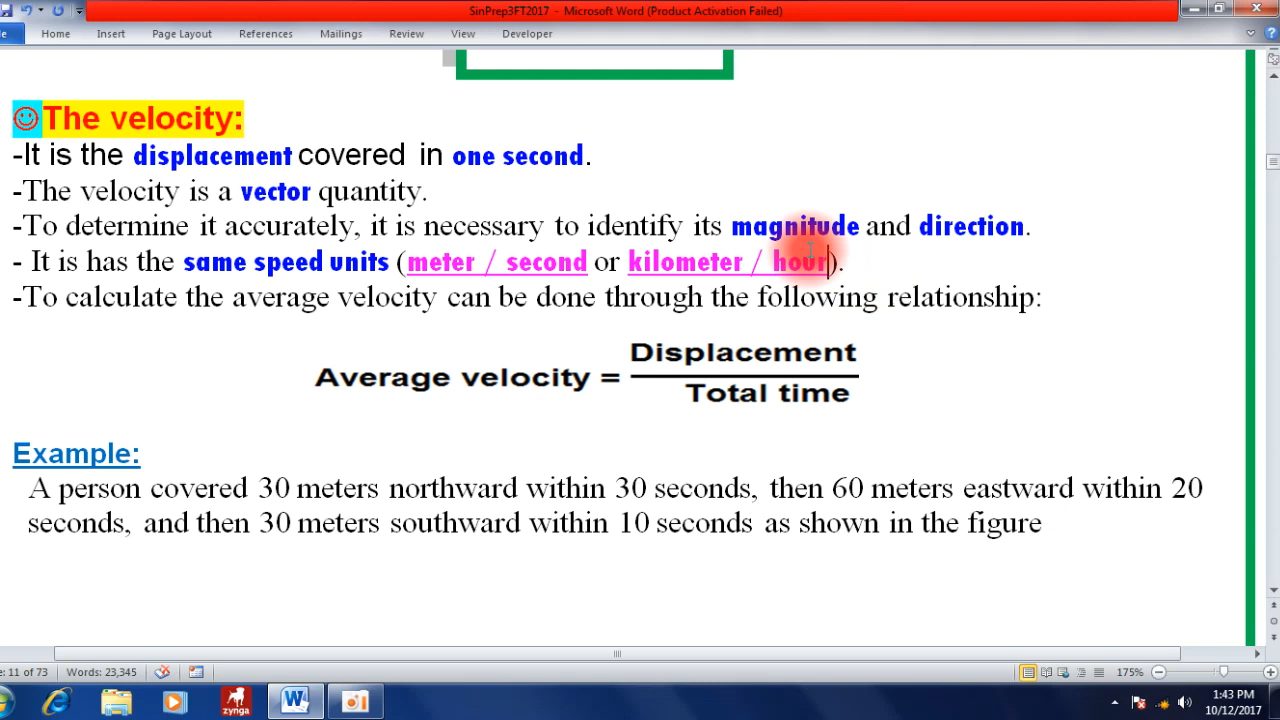 SinPrep3FT2017 - Microsoft Word (Product Activation Failed)
Home Insert Page Layout References Mailings Review View Developer
The velocity:
-It is the displacement covered in one second.
-The velocity is a vector quantity.
-To determine it accurately, it is necessary to identify its magnitude and direction.
- It is has the same speed units (meter / second or kilometer / hour).
-To calculate the average velocity can be done through the following relationship:
Displacement
Average velocity =
Total time
Example:
A person covered 30 meters northward within 30 seconds, then 60 meters eastward within 20
seconds, and then 30 meters southward within 10 seconds as shown in the figure
e: 11 of 73 Words: 23,345 175%
zynga
1:43 PM
10/12/2017